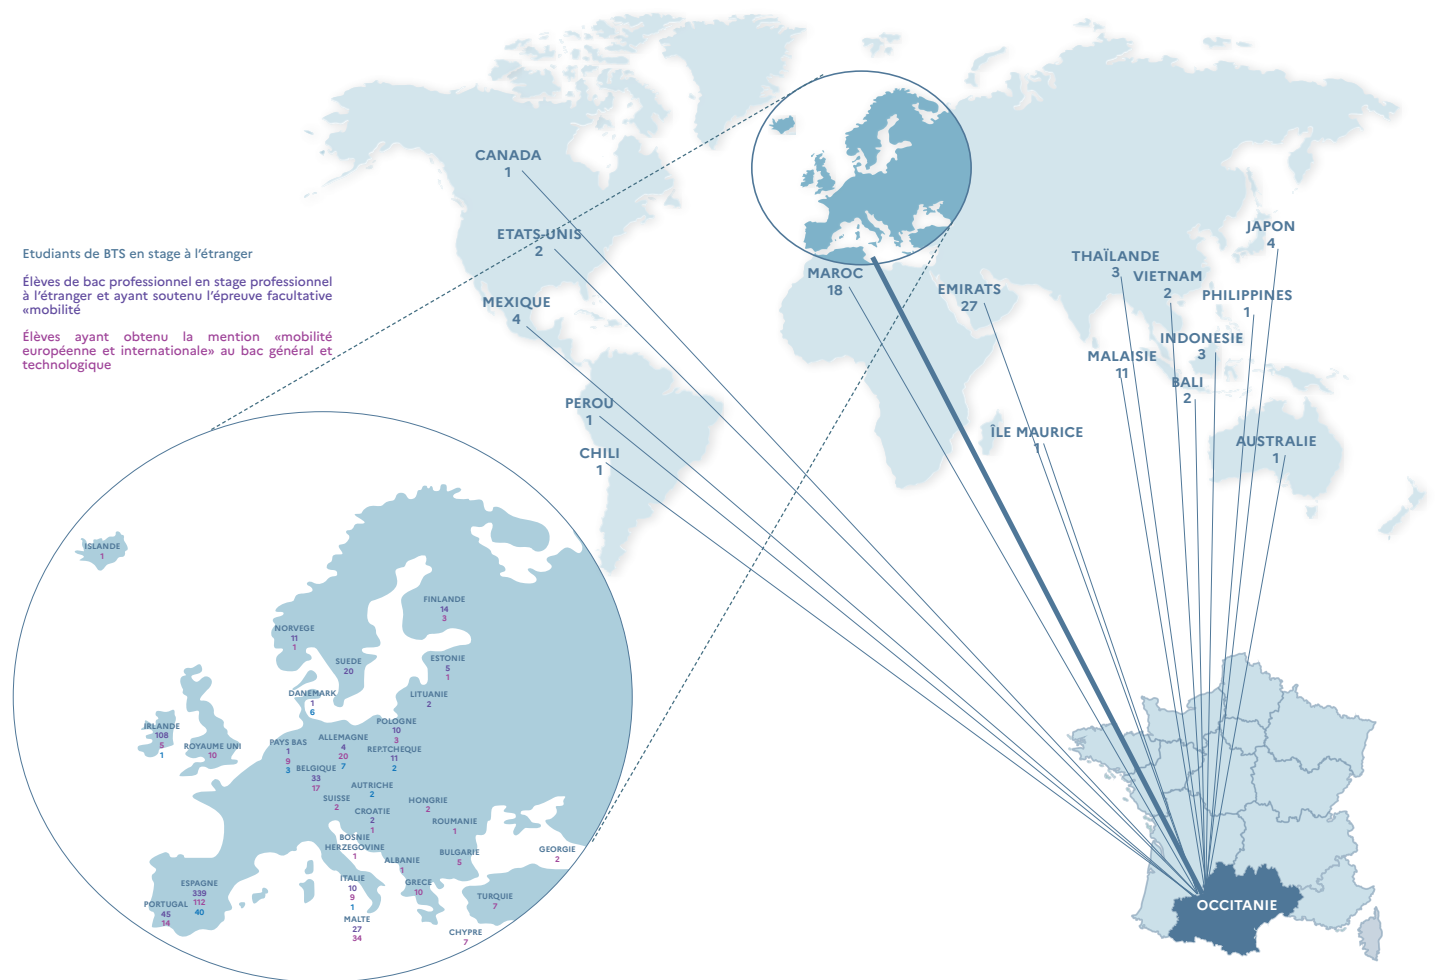 CANADA
1
ETATS-UNIS
2
MEXIQUE
4
PEROU
1
CHILI
1
MAROC
18
EMIRATS
27
ÎLE MAURICE
1
THAÏLANDE
3
VIETNAM
2
JAPON
4
PHILIPPINES
1
INDONESIE
3
MALAISIE
11
BALI
2
AUSTRALIE
1
Etudiants de BTS en stage à l'étranger
Élèves de bac professionnel en stage professionnel
à l'étranger et ayant soutenu l'épreuve facultative
«mobilité
Élèves ayant obtenu la mention «mobilité
européenne et internationale» au bac général et
technologique
ISLANDE
1
FINLANDE
14
3
NORVEGE
11
1
SUEDE
20
ESTONIE
5
1
DANEMARK
1
6
LITUANIE
2
IRLANDE
108
5
1
ROYAUME UNI
10
PAYS BAS
1
9
3
ALLEMAGNE
4
20
7
POLOGNE
10
3
REP.TCHEQUE
11
2
BELGIQUE
33
17
AUTRICHE
2
SUISSE
2
CROATIE
2
1
HONGRIE
2
ROUMANIE
1
BOSNIE
HERZEGOVINE
1
ALBANIE
1
BULGARIE
5
GEORGIE
2
ESPAGNE
339
112
40
PORTUGAL
45
14
ITALIE
10
9
1
GRECE
10
TURQUIE
7
MALTE
27
34
CHYPRE
7
OCCITANIE